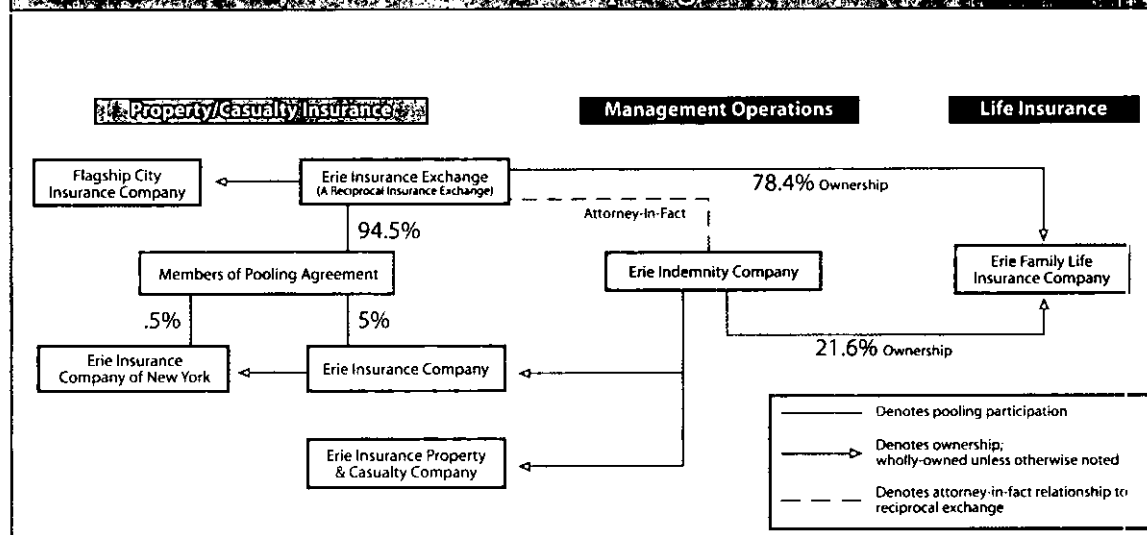 Property/Casualty Insurance
Management Operations
Life Insurance
Flagship City
Insurance Company
Erie Insurance Exchange
(A Reciprocal Insurance Exchange)
78.4% Ownership
Attorney-In-Fact
94.5%
Members of Pooling Agreement
Erie Indemnity Company
Erie Family Life
Insurance Company
.5%
5%
21.6% Ownership
Erie Insurance
Company of New York
Erie Insurance Company
Erie Insurance Property
& Casualty Company
Denotes pooling participation
Denotes ownership;
wholly-owned unless otherwise noted
Denotes attorney-in-fact relationship to
reciprocal exchange